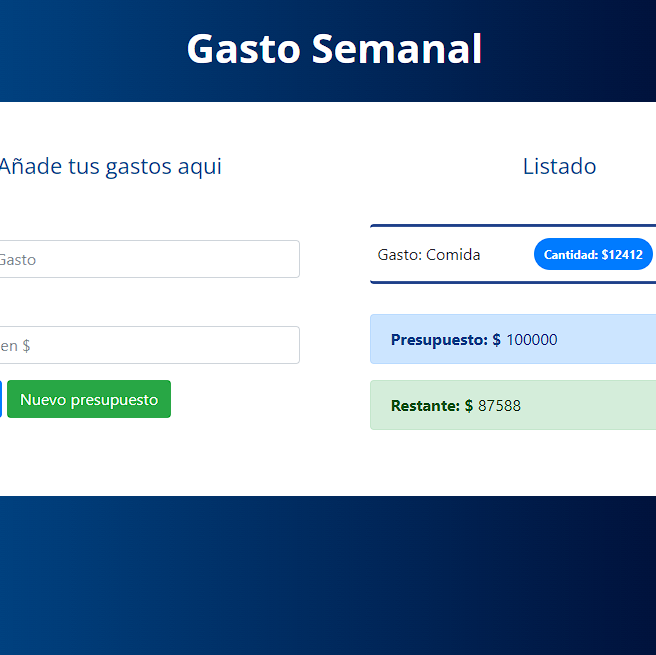 Gasto Semanal
Añade tus gastos aqui
Gasto
en $
Nuevo presupuesto
Listado
Gasto: Comida
Cantidad: $12412
Presupuesto: $ 100000
Restante: $ 87588